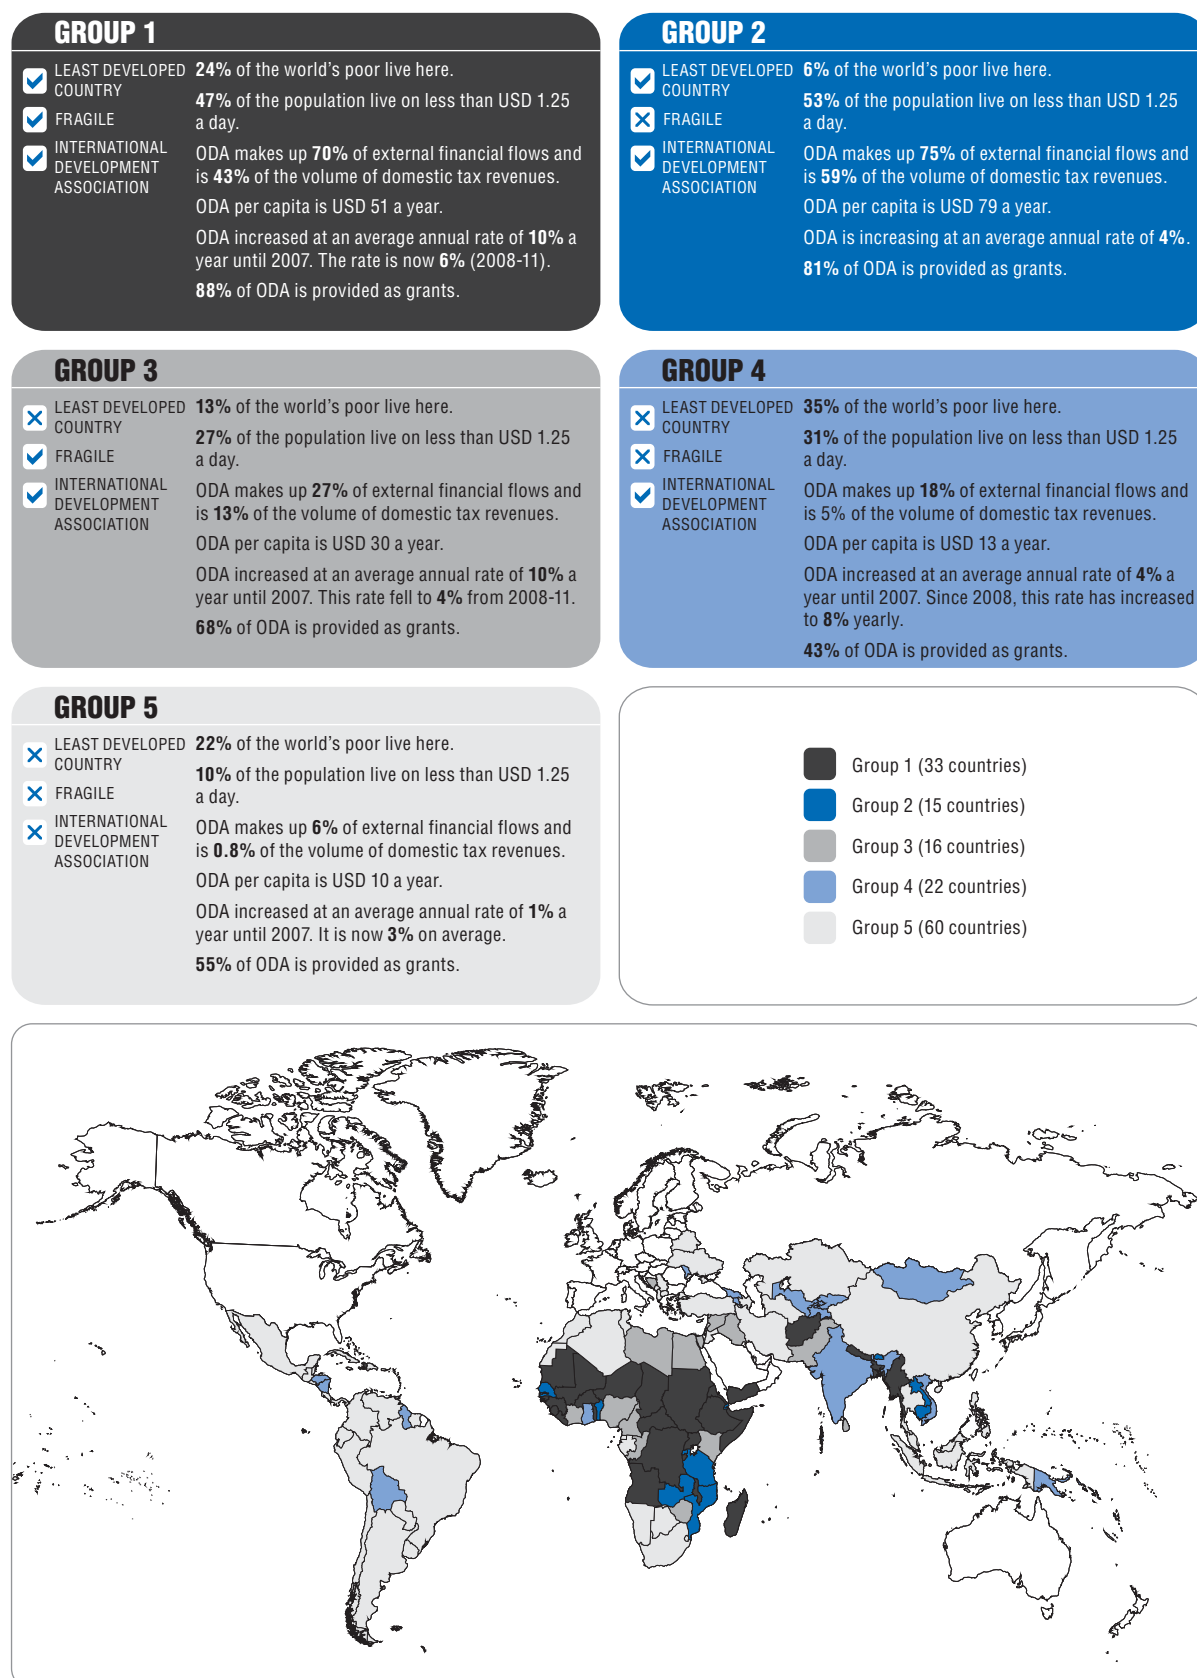 GROUP 1
LEAST DEVELOPED
COUNTRY
FRAGILE
INTERNATIONAL
DEVELOPMENT
ASSOCIATION
24% of the world's poor live here.
47% of the population live on less than USD 1.25
a day.
ODA makes up 70% of external financial flows and
is 43% of the volume of domestic tax revenues.
ODA per capita is USD 51 a year.
ODA increased at an average annual rate of 10% a
year until 2007. The rate is now 6% (2008-11).
88% of ODA is provided as grants.
GROUP 2
LEAST DEVELOPED
COUNTRY
FRAGILE
INTERNATIONAL
DEVELOPMENT
ASSOCIATION
6% of the world's poor live here.
53% of the population live on less than USD 1.25
a day.
ODA makes up 75% of external financial flows and
is 59% of the volume of domestic tax revenues.
ODA per capita is USD 79 a year.
ODA is increasing at an average annual rate of 4%.
81% of ODA is provided as grants.
GROUP 3
LEAST DEVELOPED
COUNTRY
FRAGILE
INTERNATIONAL
DEVELOPMENT
ASSOCIATION
13% of the world's poor live here.
27% of the population live on less than USD 1.25
a day.
ODA makes up 27% of external financial flows and
is 13% of the volume of domestic tax revenues.
ODA per capita is USD 30 a year.
ODA increased at an average annual rate of 10% a
year until 2007. This rate fell to 4% from 2008-11.
68% of ODA is provided as grants.
GROUP 4
LEAST DEVELOPED
COUNTRY
FRAGILE
INTERNATIONAL
DEVELOPMENT
ASSOCIATION
35% of the world's poor live here.
31% of the population live on less than USD 1.25
a day.
ODA makes up 18% of external financial flows and
is 5% of the volume of domestic tax revenues.
ODA per capita is USD 13 a year.
ODA increased at an average annual rate of 4% a
year until 2007. Since 2008, this rate has increased
to 8% yearly.
43% of ODA is provided as grants.
GROUP 5
LEAST DEVELOPED
COUNTRY
FRAGILE
INTERNATIONAL
DEVELOPMENT
ASSOCIATION
22% of the world's poor live here.
10% of the population live on less than USD 1.25
a day.
ODA makes up 6% of external financial flows and
is 0.8% of the volume of domestic tax revenues.
ODA per capita is USD 10 a year.
ODA increased at an average annual rate of 1% a
year until 2007. It is now 3% on average.
55% of ODA is provided as grants.
Group 1 (33 countries)
Group 2 (15 countries)
Group 3 (16 countries)
Group 4 (22 countries)
Group 5 (60 countries)